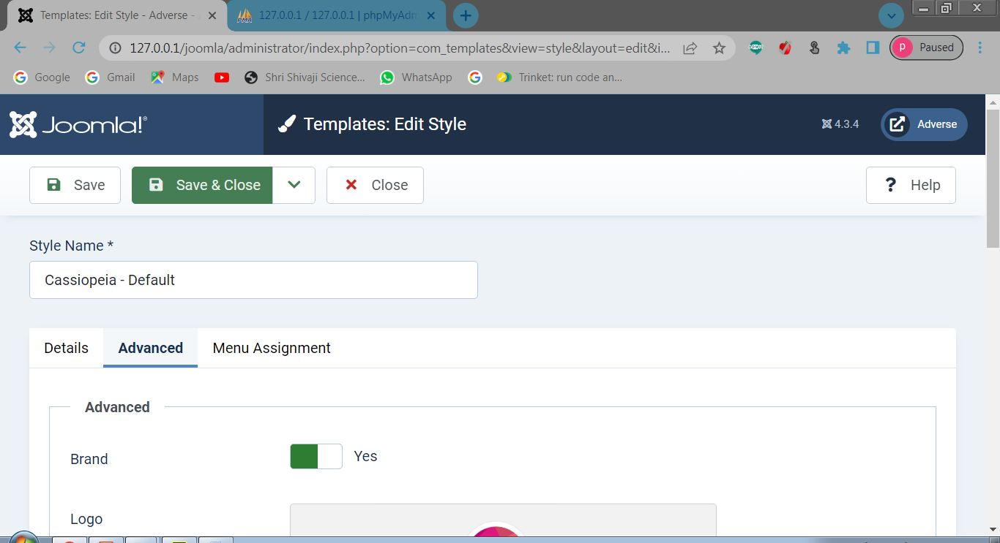 Templates: Edit Style - Adverse -
127.0.0.1 / 127.0.0.1 | phpMyAdm
127.0.0.1/joomla/administrator/index.php?option=com_templates&view=style&layout=edit&i...
p Paused
Google
Gmail
Maps
Shri Shivaji Science...
WhatsApp
Trinket: run code an...
Joomla!®
Templates: Edit Style
4.3.4
Adverse
Save
Save & Close
Close
? Help
Style Name *
Cassiopeia - Default
Details
Advanced
Menu Assignment
Advanced
Brand
Yes
Logo